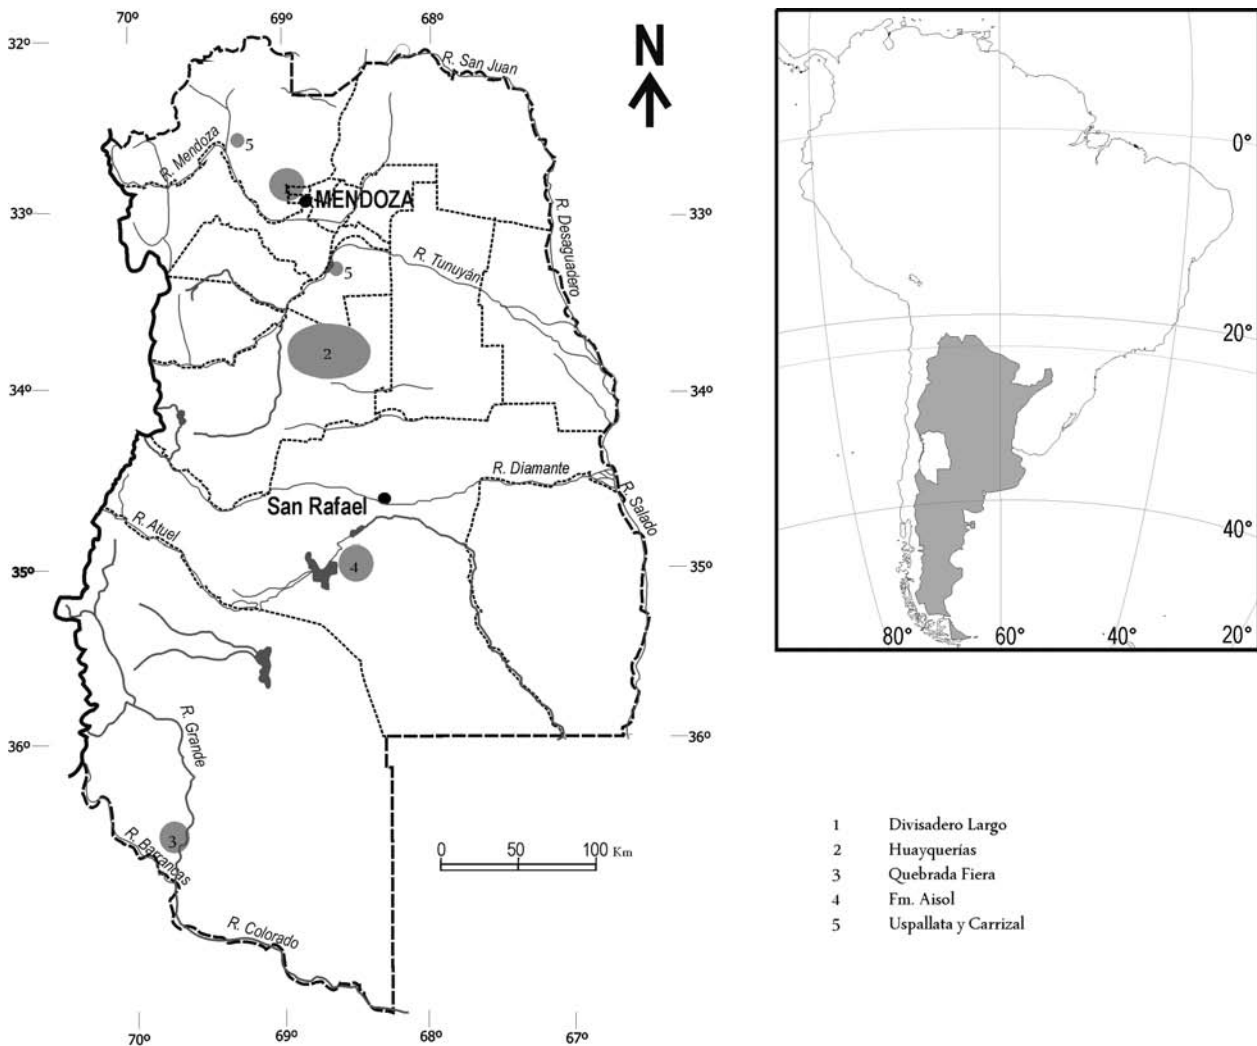 70º
69º
68º
32º
N
R. San Juan
R. Mendoza
5
1
MENDOZA
33º
33º
R. Desaguadero
R. Tunuyán
5
2
34º
34º
R. Diamante
San Rafael
R. Salado
R. Atuel
4
35º
35º
R. Grande
36º
36º
3
R. Barrancas
0 50 100 Km
R. Colorado
70º
69º
68º
67º
0°
20°
40°
80°
60°
40°
20°
1 Divisadero Largo
2 Huayquerías
3 Quebrada Fiera
4 Fm. Aisol
5 Uspallata y Carrizal